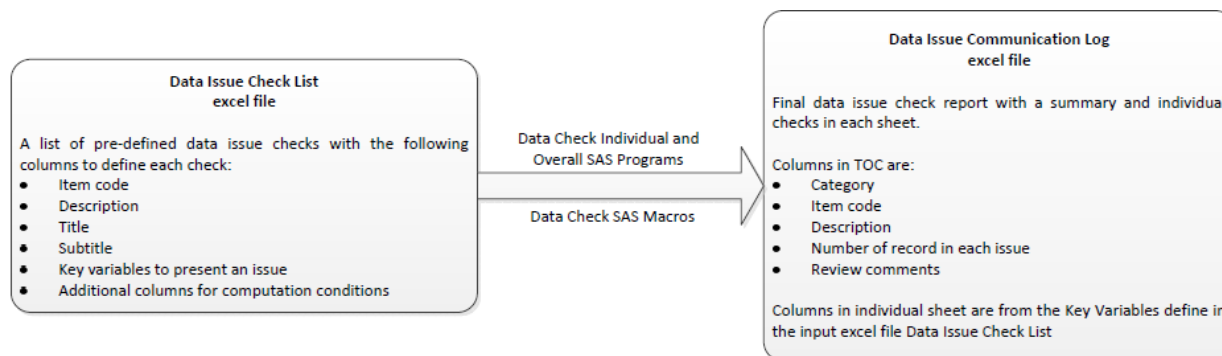 Data Issue Check List
excel file
A list of pre-defined data issue checks with the following
columns to define each check:
• Item code
• Description
• Title
• Subtitle
• Key variables to present an issue
• Additional columns for computation conditions
Data Check Individual and
Overall SAS Programs
Data Check SAS Macros
Data Issue Communication Log
excel file
Final data issue check report with a summary and individual
checks in each sheet.
Columns in TOC are:
• Category
• Item code
• Description
• Number of record in each issue
• Review comments
Columns in individual sheet are from the Key Variables define in
the input excel file Data Issue Check List